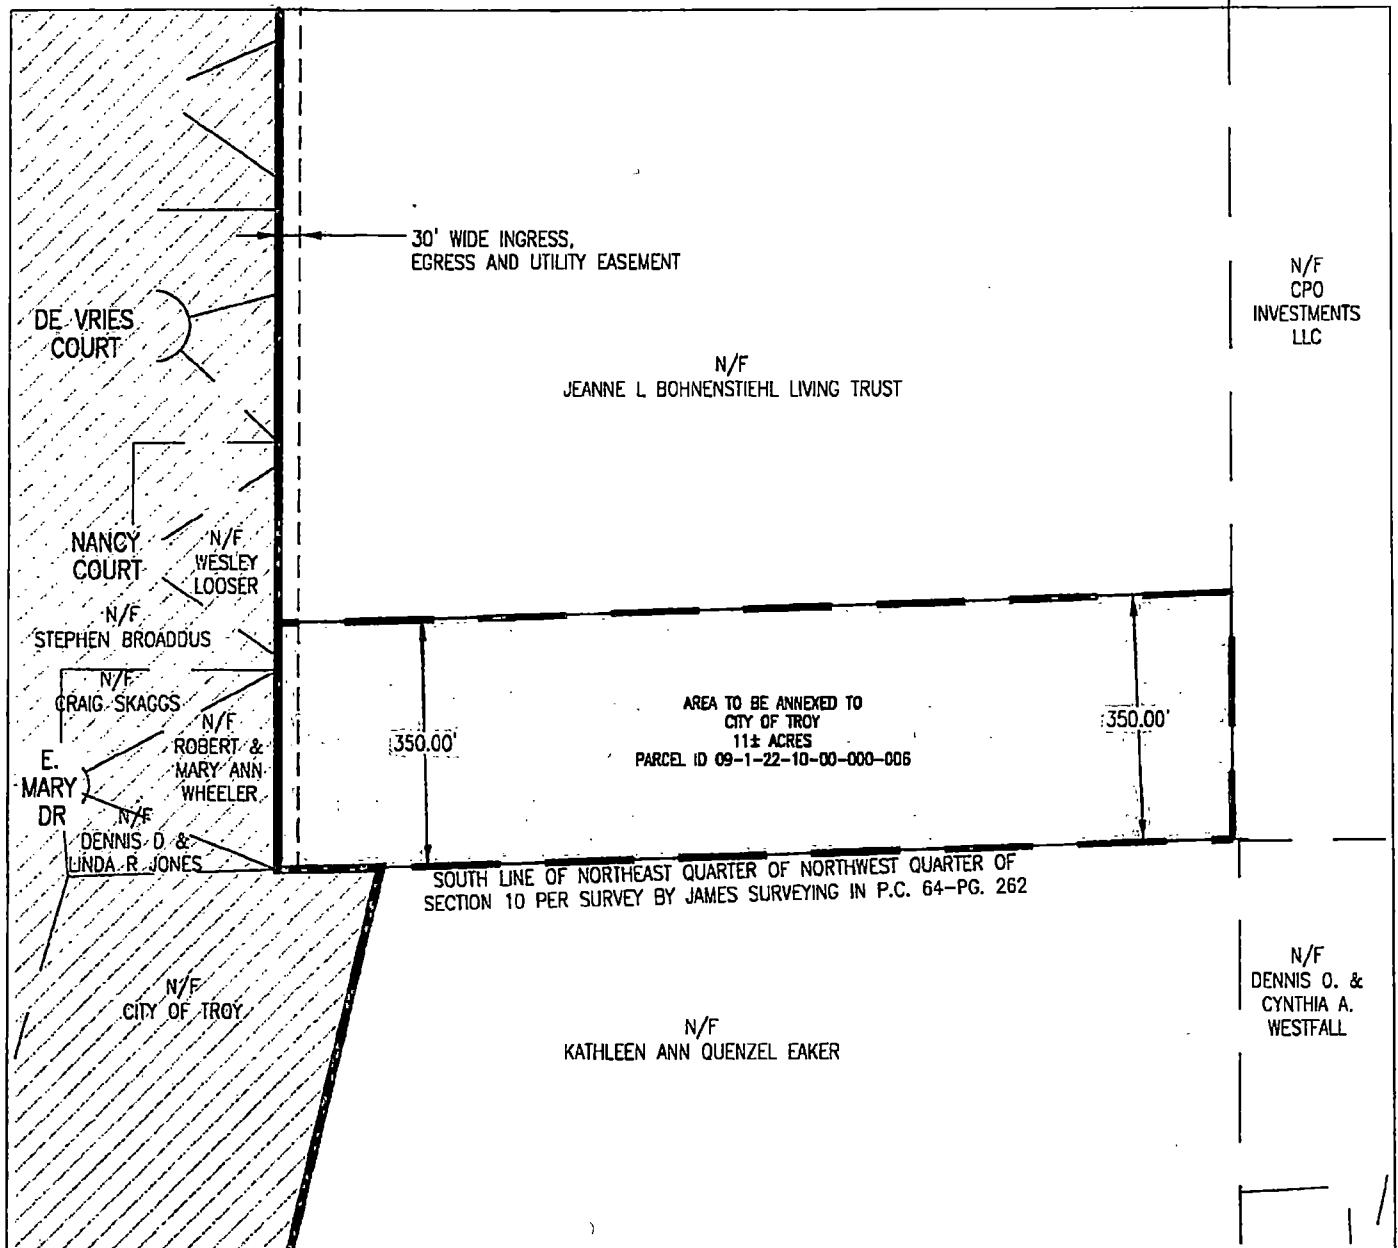 30' WIDE INGRESS,
EGRESS AND UTILITY EASEMENT
N/F
CPO
INVESTMENTS
LLC
DE VRIES
COURT
N/F
JEANNE L BOHNENSTIEHL LIVING TRUST
NANCY
COURT
N/F
WESLEY
LOOSER
N/F
STEPHEN BROADDUS
N/F
CRAIG SKAGGS
N/F
ROBERT &
MARY ANN
WHEELER
E.
MARY
DR
N/F
DENNIS D &
LINDA R JONES
350.00'
AREA TO BE ANNEXED TO
CITY OF TROY
11± ACRES
PARCEL ID 09-1-22-10-00-000-006
350.00'
SOUTH LINE OF NORTHEAST QUARTER OF NORTHWEST QUARTER OF
SECTION 10 PER SURVEY BY JAMES SURVEYING IN P.C. 64-PG. 262
N/F
CITY OF TROY
N/F
KATHLEEN ANN QUENZEL EAKER
N/F
DENNIS O. &
CYNTHIA A.
WESTFALL